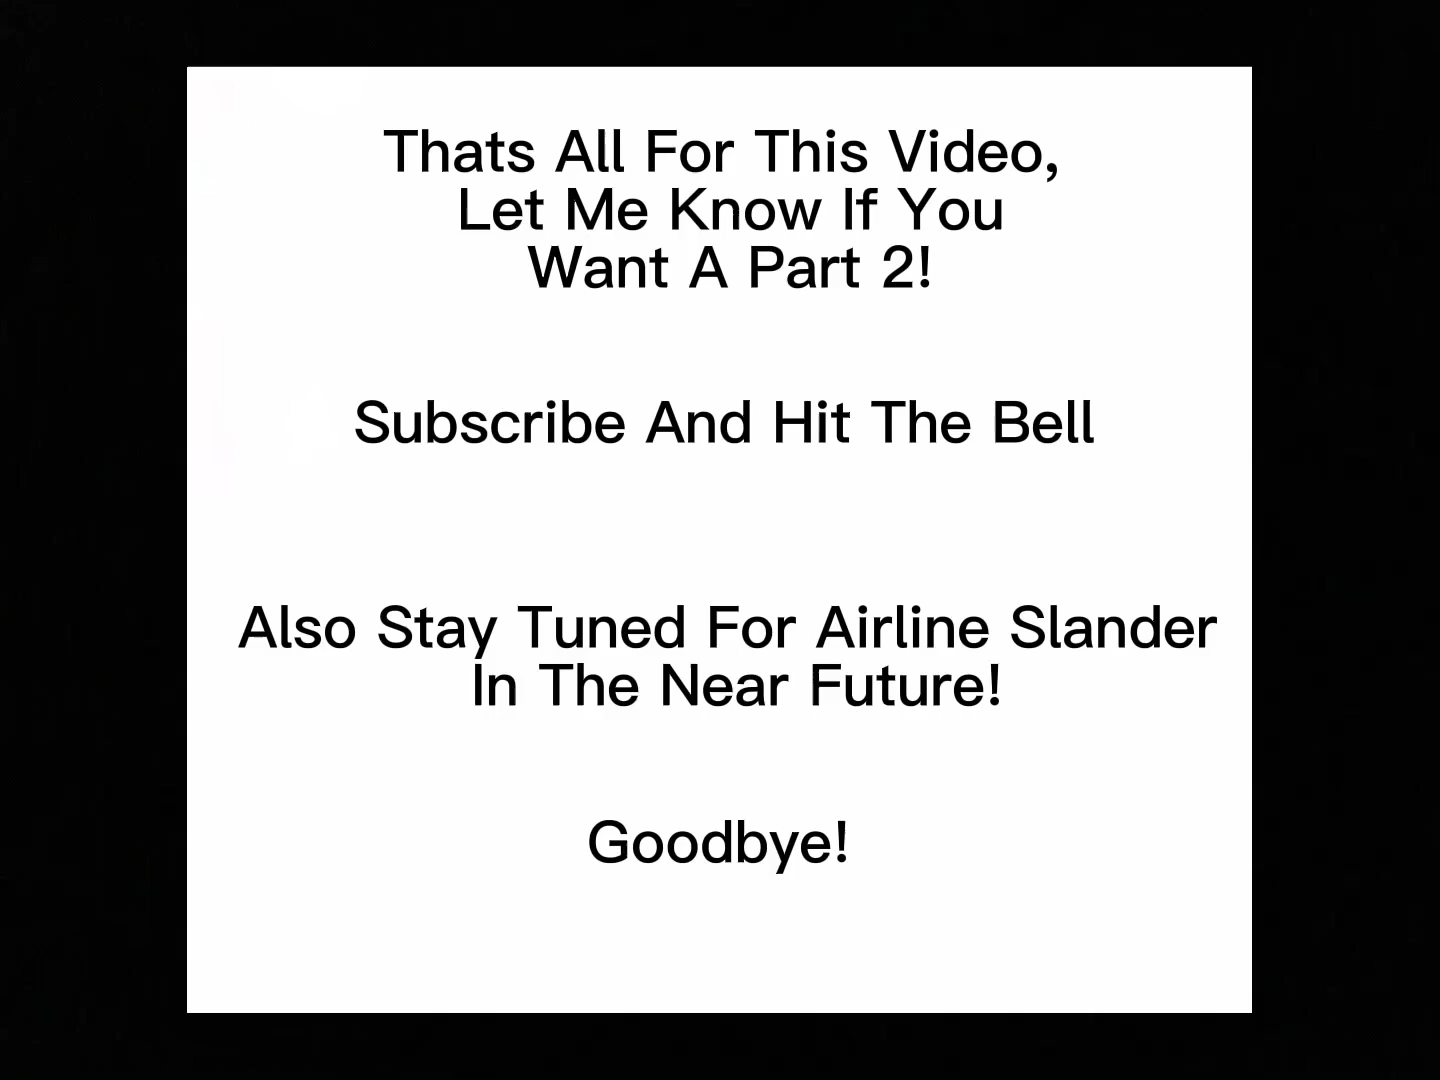 Thats All For This Video,
Let Me Know If You
Want A Part 2!
Subscribe And Hit The Bell
Also Stay Tuned For Airline Slander
In The Near Future!
Goodbye!